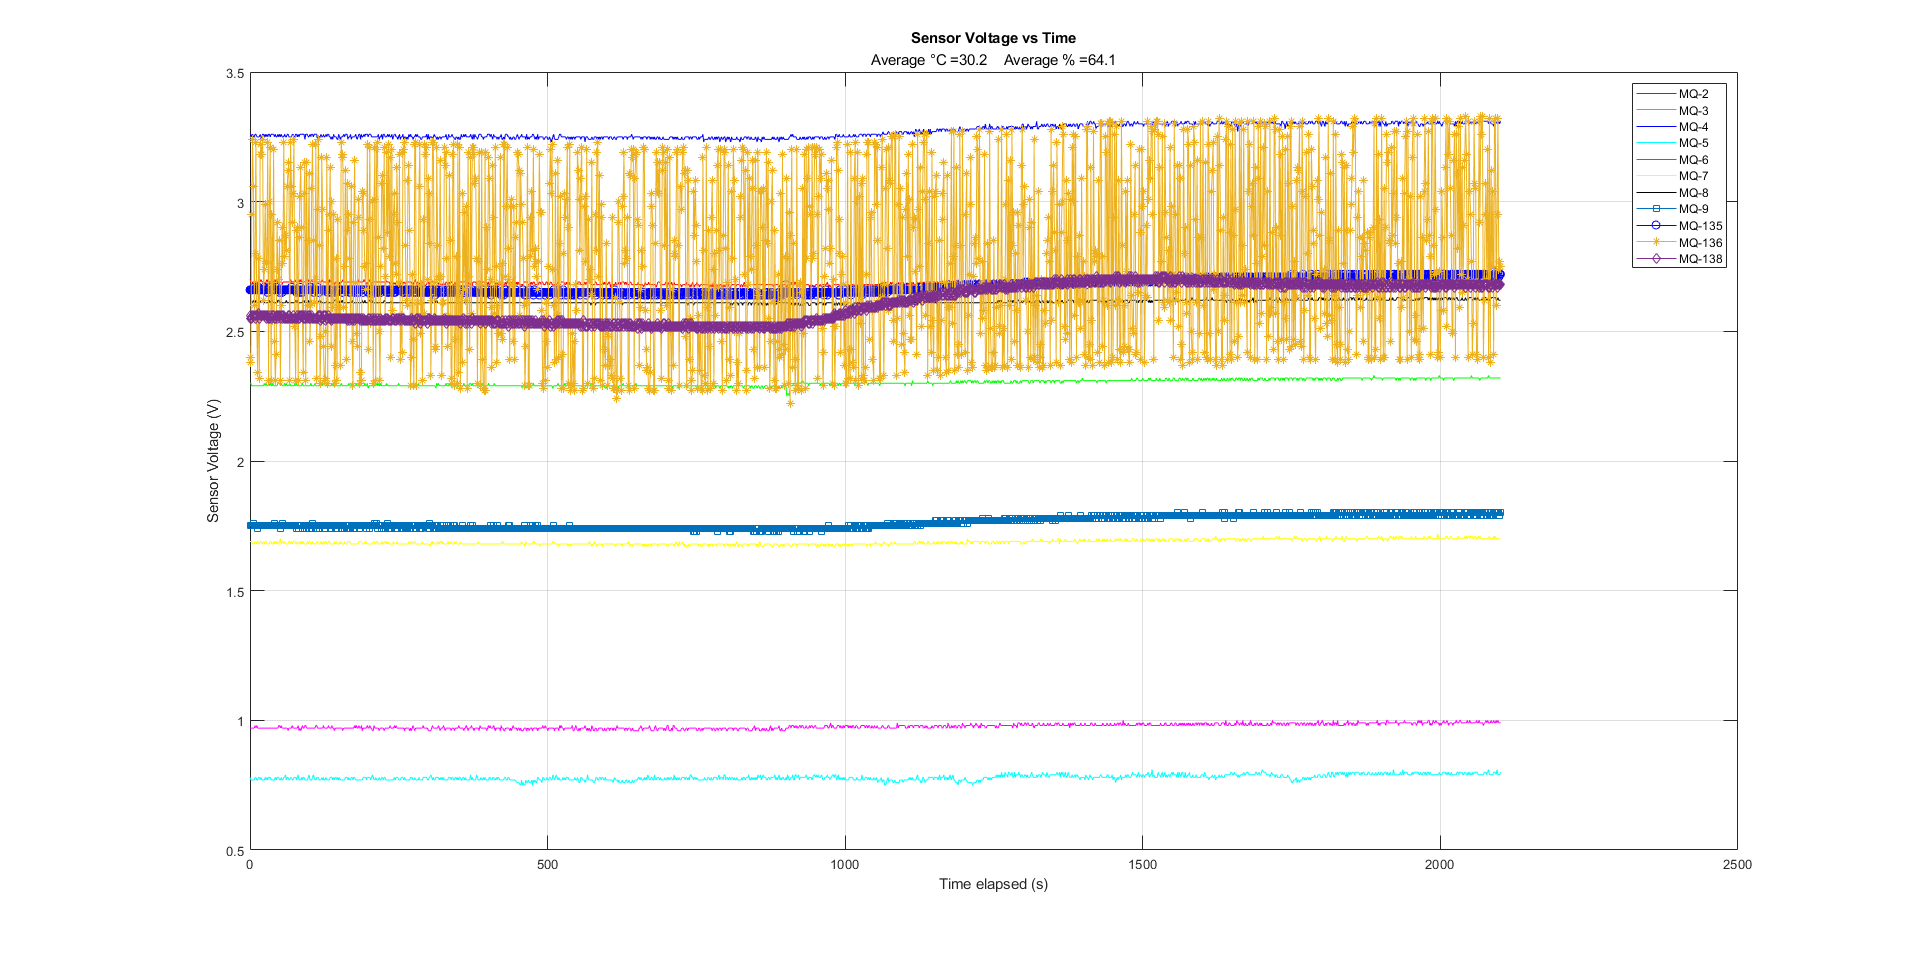 Sensor Voltage vs Time
Average °C =30.2    Average % =64.1
3.5
3
2.5
2
1.5
1
0.5
Sensor Voltage (V)
MQ-2
MQ-3
MQ-4
MQ-5
MQ-6
MQ-7
MQ-8
MQ-9
MQ-135
MQ-136
MQ-138
0 500 1000 1500 2000 2500
Time elapsed (s)